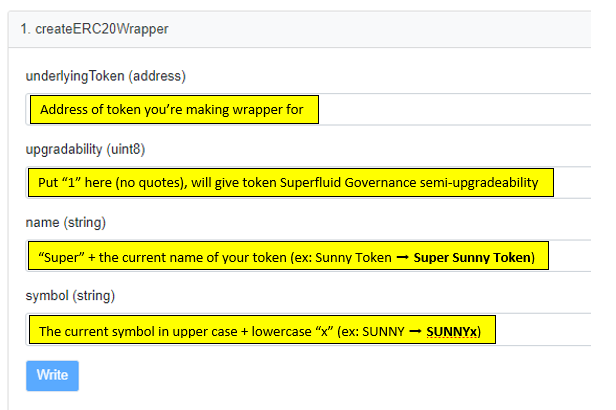 1. createERC20Wrapper
underlyingToken (address)
Address of token you’re making wrapper for
upgradability (uint8)
Put “1” here (no quotes), will give token Superfluid Governance semi-upgradeability
name (string)
“Super” + the current name of your token (ex: Sunny Token → Super Sunny Token)
symbol (string)
The current symbol in upper case + lowercase “x” (ex: SUNNY → SUNNYx)
Write